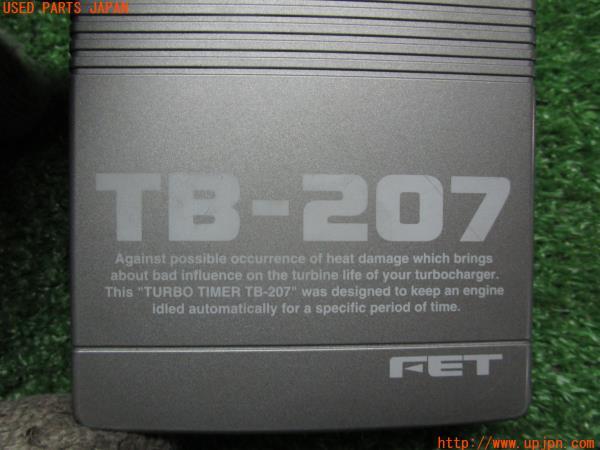 USED PARTS JAPAN
TB-207
Against possible occurrence of heat damage which brings
about bad influence on the turbine life of your turbocharger.
This "TURBO TIMER TB-207" was designed to keep an engine
idled automatically for a specific period of time.
FET
http://www.upjpn.com/